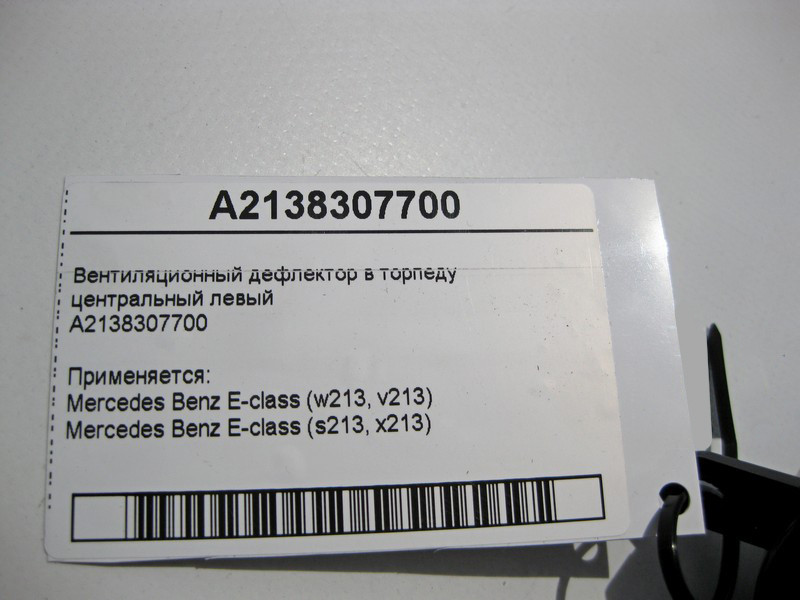 A2138307700
Вентиляционный дефлектор в торпеду
центральный левый
A2138307700
Применяется:
Mercedes Benz E-class (w213, v213)
Mercedes Benz E-class (s213, x213)